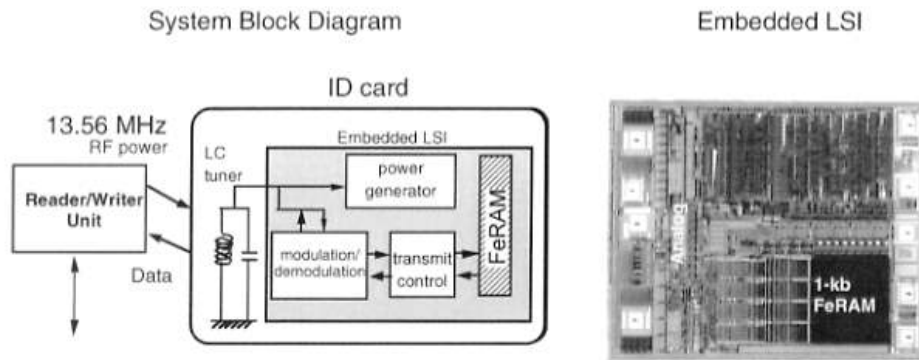 System Block Diagram
Embedded LSI
ID card
13.56 MHz
RF power
LC
tuner
Embedded LSI
power
generator
Reader/Writer
Unit
modulation/
demodulation
transmit
control
FeRAM
Data
Analog
1-kb
FeRAM